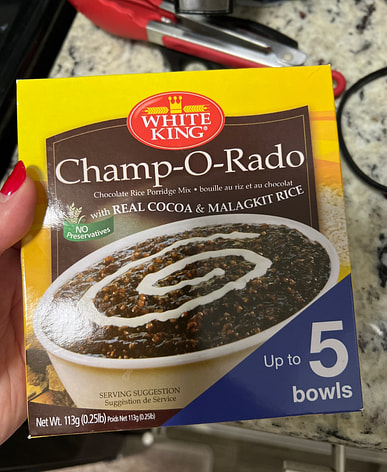 WHITE
KING®
Champ-O-Rado
Chocolate Rice Porridge Mix • bouille au riz et au chocolat
with REAL COCOA & MALAGKIT RICE
NO
Preservatives
Up to 5
bowls
SERVING SUGGESTION
Suggestion de Service
Net Wt. 113g (0.25lb) Poids Net 113g (0.25lb)